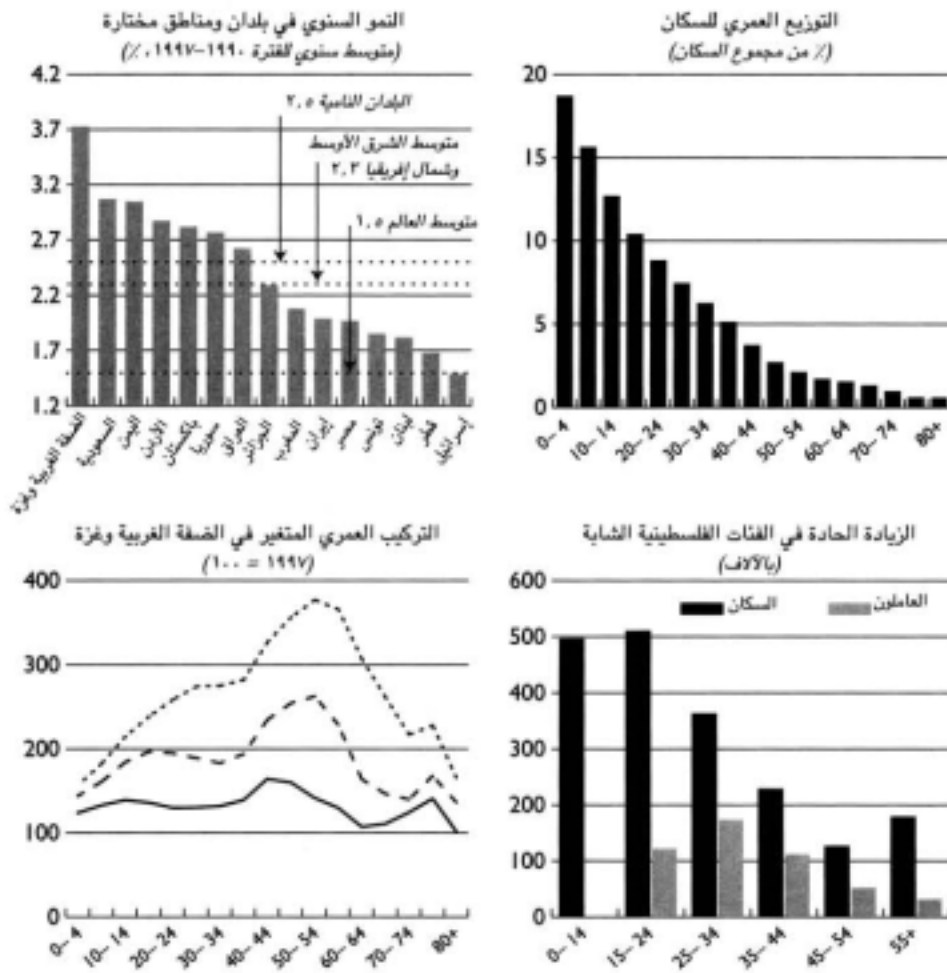 النمو السنوي في بلدان ومناطق مختارة
(متوسط سنوي للفترة ١٩٩٠-١٩٩٧، ٪)
4.2
3.7
3.2
2.7
2.2
1.7
1.2
البلدان النامية ٢،٥
متوسط الشرق الأوسط
وشمال إفريقيا ٢،٣
متوسط العالم ١،٥
الضفة الغربية وغزة
السعودية
اليمن
الأردن
باكستان
سوريا
العراق
الجزائر
المغرب
إيران
مصر
تونس
لبنان
قطر
إسرائيل
التوزيع العمري للسكان
(٪ من مجموع السكان)
20
15
10
5
0
0-4
10-14
20-24
30-34
40-44
50-54
60-64
70-74
80+
التركيب العمري المتغير في الضفة الغربية وغزة
(١٩٩٧ = ١٠٠)
400
300
200
100
0
0-4
10-14
20-24
30-34
40-44
50-54
60-64
70-74
80+
الزيادة الحادة في الفئات الفلسطينية الشابة
(بالآلاف)
السكان
العاملون
600
500
400
300
200
100
0
0-14
15-24
25-34
35-44
45-54
55+